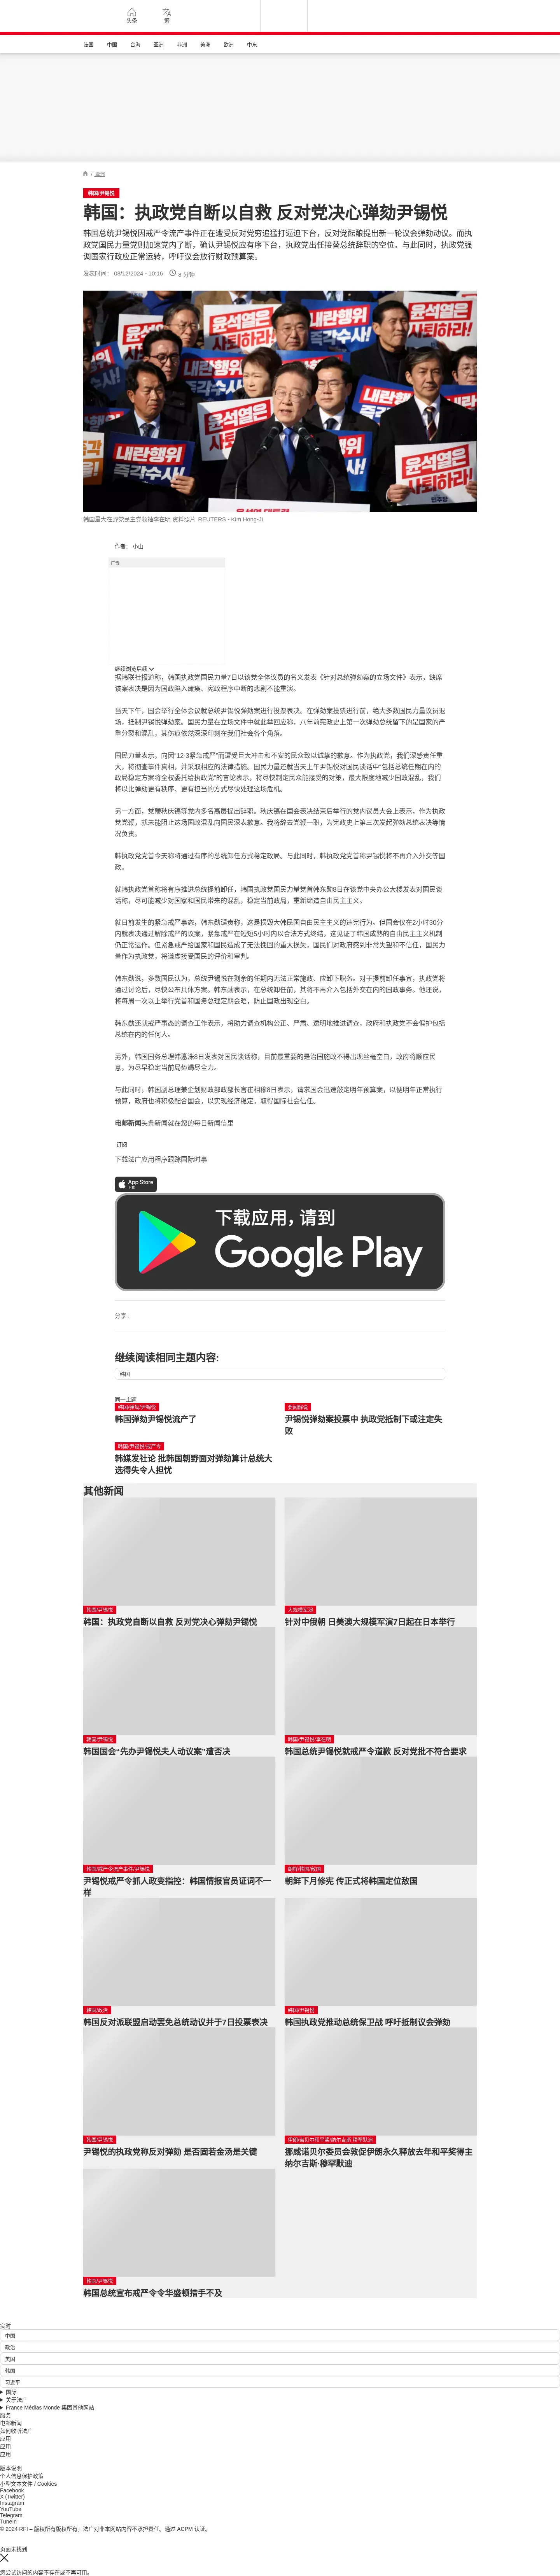 头条
繁
法国
中国
台海
亚洲
非洲
美洲
欧洲
中东
/ 亚洲
韩国/尹锡悦
韩国：执政党自断以自救 反对党决心弹劾尹锡悦
韩国总统尹锡悦因戒严令流产事件正在遭受反对党穷追猛打逼迫下台，反对党酝酿提出新一轮议会弹劾动议。而执政党国民力量党则加速党内了断，确认尹锡悦应有序下台，执政党出任接替总统辞职的空位。与此同时，执政党强调国家行政应正常运转，呼吁议会放行财政预算案。
发表时间： 08/12/2024 - 10:16
8 分钟
内란행위
윤석열은 사퇴하라!
韩国最大在野党民主党领袖李在明 资料照片 REUTERS - Kim Hong-Ji
作者： 小山
广告
继续浏览后续
据韩联社报道称，韩国执政党国民力量7日以该党全体议员的名义发表《针对总统弹劾案的立场文件》表示，缺席该案表决是因为国政陷入瘫痪、宪政程序中断的悲剧不能重演。
当天下午，国会举行全体会议就总统尹锡悦弹劾案进行投票表决。在弹劾案投票进行前，绝大多数国民力量议员退场，抵制尹锡悦弹劾案。国民力量在立场文件中就此举回应称，八年前宪政史上第一次弹劾总统留下的是国家的严重分裂和混乱，其伤痕依然深深印刻在我们社会各个角落。
国民力量表示，向因“12·3紧急戒严”而遭受巨大冲击和不安的民众致以诚挚的歉意。作为执政党，我们深感责任重大，将彻查事件真相，并采取相应的法律措施。国民力量还就当天上午尹锡悦对国民谈话中“包括总统任期在内的政局稳定方案将全权委托给执政党”的言论表示，将尽快制定民众能接受的对策，最大限度地减少国政混乱，我们将以比弹劾更有秩序、更有担当的方式尽快处理这场危机。
另一方面，党鞭秋庆镐等党内多名高层提出辞职。秋庆镐在国会表决结束后举行的党内议员大会上表示，作为执政党党鞭，就未能阻止这场国政混乱向国民深表歉意。我将辞去党鞭一职，为宪政史上第三次发起弹劾总统表决等情况负责。
韩执政党党首今天称将通过有序的总统卸任方式稳定政局。与此同时，韩执政党党首称尹锡悦将不再介入外交等国政。
就韩执政党首称将有序推进总统提前卸任，韩国执政党国民力量党首韩东勋8日在该党中央办公大楼发表对国民谈话称，尽可能减少对国家和国民带来的混乱，稳定当前政局，重新缔造自由民主主义。
就日前发生的紧急戒严事态，韩东勋谴责称，这是损毁大韩民国自由民主主义的违宪行为。但国会仅在2小时30分内就表决通过解除戒严的议案，紧急戒严在短短5小时内以合法方式终结，这见证了韩国成熟的自由民主主义机制仍正常运作。但紧急戒严给国家和国民造成了无法挽回的重大损失，国民们对政府感到非常失望和不信任，国民力量作为执政党，将谦虚接受国民的评价和审判。
韩东勋说，多数国民认为，总统尹锡悦在剩余的任期内无法正常施政、应卸下职务。对于提前卸任事宜，执政党将通过讨论后，尽快公布具体方案。韩东勋表示，在总统卸任前，其将不再介入包括外交在内的国政事务。他还说，将每周一次以上举行党首和国务总理定期会晤，防止国政出现空白。
韩东勋还就戒严事态的调查工作表示，将助力调查机构公正、严肃、透明地推进调查，政府和执政党不会偏护包括总统在内的任何人。
另外，韩国国务总理韩悳洙8日发表对国民谈话称，目前最重要的是治国施政不得出现丝毫空白，政府将顺应民意，为尽早稳定当前局势竭尽全力。
与此同时，韩国副总理兼企划财政部政部长官崔相穆8日表示，请求国会迅速敲定明年预算案，以便明年正常执行预算，政府也将积极配合国会，以实现经济稳定，取得国际社会信任。
电邮新闻头条新闻就在您的每日新闻信里
订阅
下载法广应用程序跟踪国际时事
App Store
下载
下载应用，请到
Google Play
分享 :
继续阅读相同主题内容:
韩国
同一主题
韩国/弹劾/尹锡悦
韩国弹劾尹锡悦流产了
要闻解说
尹锡悦弹劾案投票中 执政党抵制下或注定失败
韩国/尹锡悦/戒严令
韩媒发社论 批韩国朝野面对弹劾算计总统大选得失令人担忧
其他新闻
韩国/尹锡悦
韩国：执政党自断以自救 反对党决心弹劾尹锡悦
大规模军演
针对中俄朝 日美澳大规模军演7日起在日本举行
韩国/尹锡悦
韩国国会“先办尹锡悦夫人动议案”遭否决
韩国/尹锡悦/李在明
韩国总统尹锡悦就戒严令道歉 反对党批不符合要求
韩国/戒严令流产事件/尹锡悦
尹锡悦戒严令抓人政变指控：韩国情报官员证词不一样
朝鲜/韩国/敌国
朝鲜下月修宪 传正式将韩国定位敌国
韩国/政治
韩国反对派联盟启动罢免总统动议并于7日投票表决
韩国/尹锡悦
韩国执政党推动总统保卫战 呼吁抵制议会弹劾
韩国/尹锡悦
尹锡悦的执政党称反对弹劾 是否固若金汤是关键
伊朗/诺贝尔和平奖/纳尔吉斯·穆罕默迪
挪威诺贝尔委员会敦促伊朗永久释放去年和平奖得主纳尔吉斯·穆罕默迪
韩国/尹锡悦
韩国总统宣布戒严令令华盛顿措手不及
实时
中国
政治
美国
韩国
习近平
国际
关于法广
France Médias Monde 集团其他网站
服务
电邮新闻
如何收听法广
应用
应用
应用
版本说明
个人信息保护政策
小型文本文件 / Cookies
Facebook
X (Twitter)
Instagram
YouTube
Telegram
TuneIn
© 2024 RFI – 版权所有版权所有。法广对非本网站内容不承担责任。通过 ACPM 认证。
页面未找到
您尝试访问的内容不存在或不再可用。